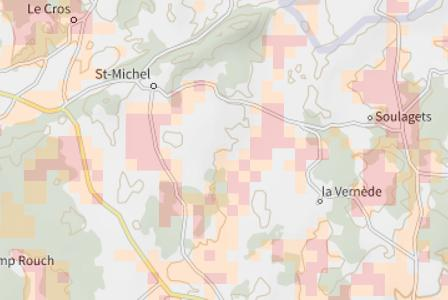 Le Cros
St-Michel
Soulagets
la Vernède
mp Rouch